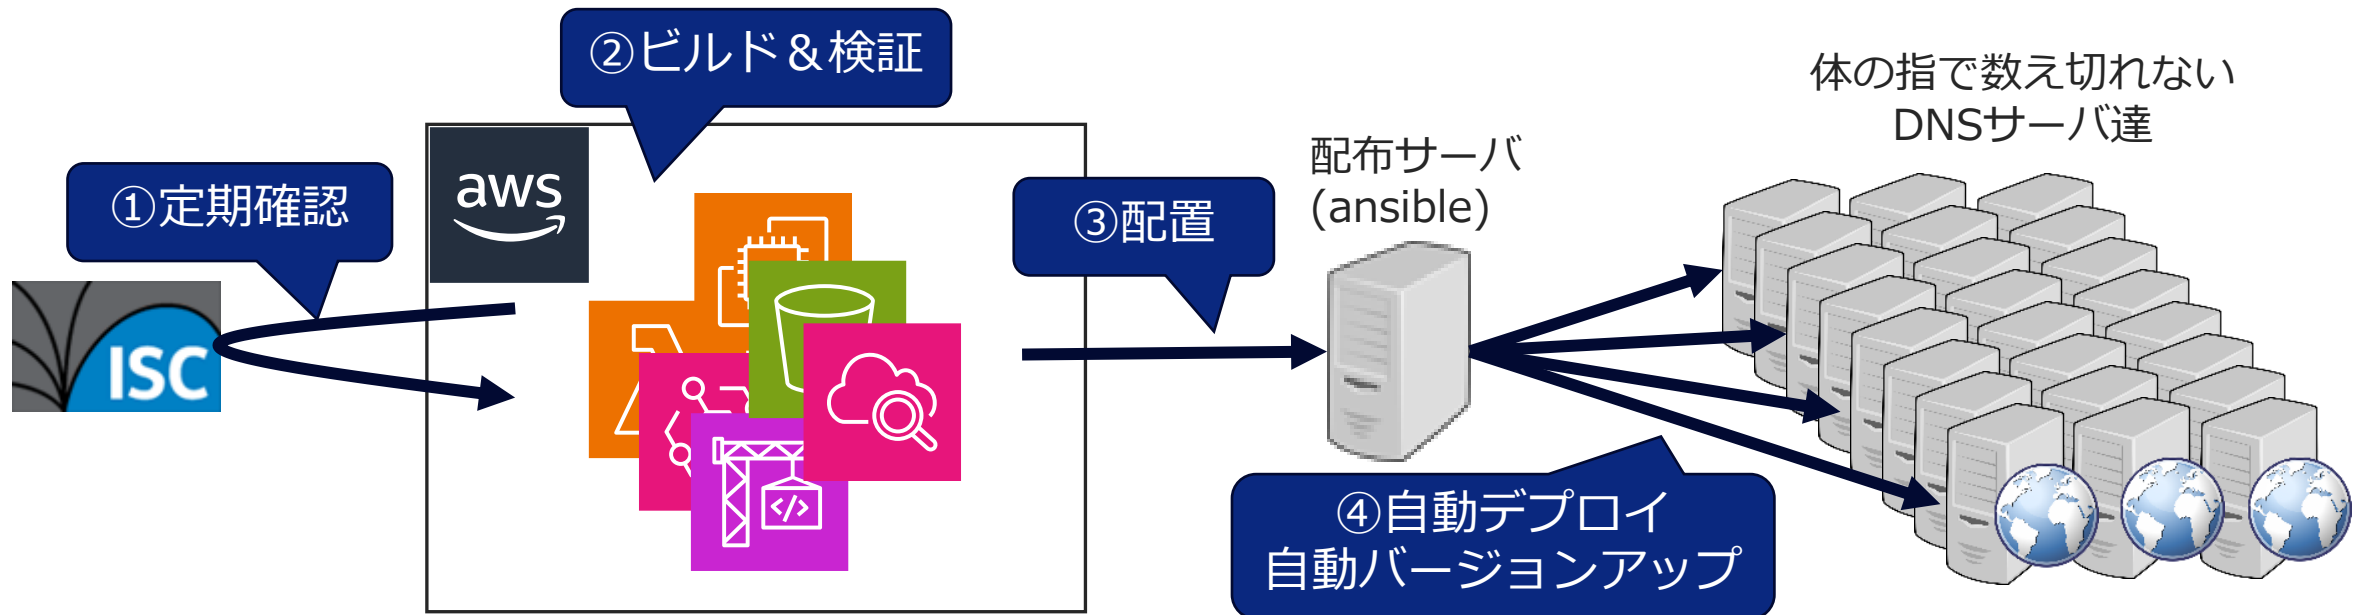 ②ビルド＆検証
体の指で数え切れない
DNSサーバ達
①定期確認
aws
配布サーバ
(ansible)
③配置
ISC
</>
④自動デプロイ
自動バージョンアップ